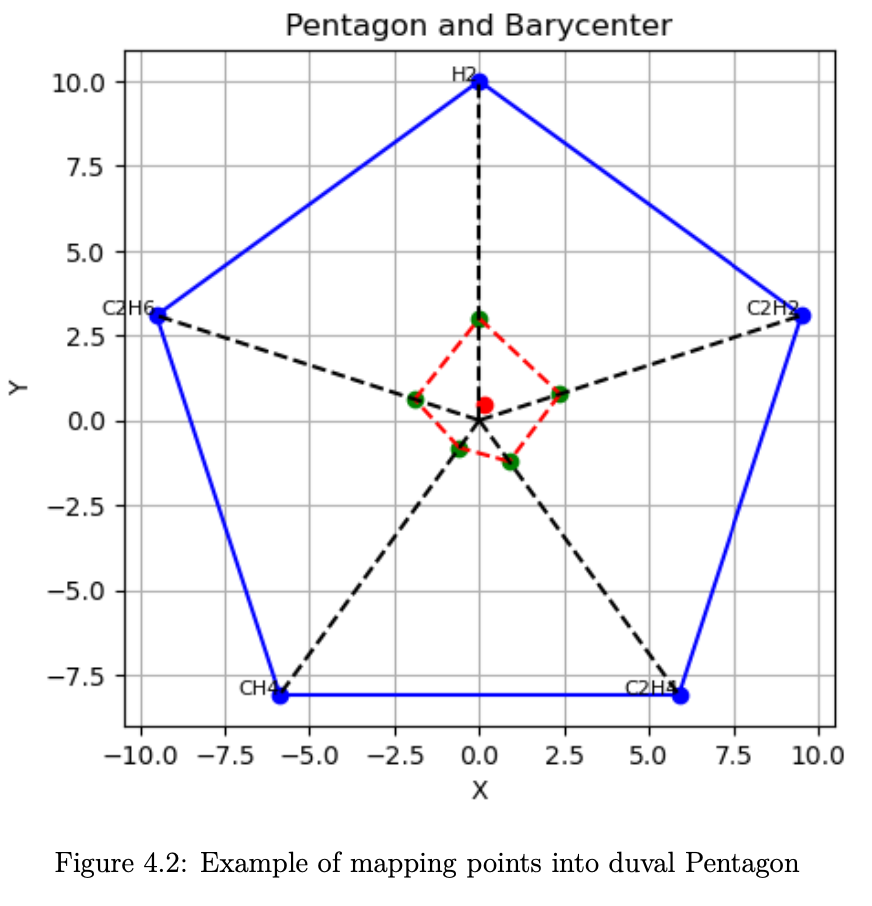 Pentagon and Barycenter
H2
10.0
7.5
5.0
C2H6
C2H2
2.5
Y
0.0
−2.5
−5.0
−7.5
CH4
C2H4
−10.0 −7.5 −5.0 −2.5 0.0 2.5 5.0 7.5 10.0
X
Figure 4.2: Example of mapping points into duval Pentagon